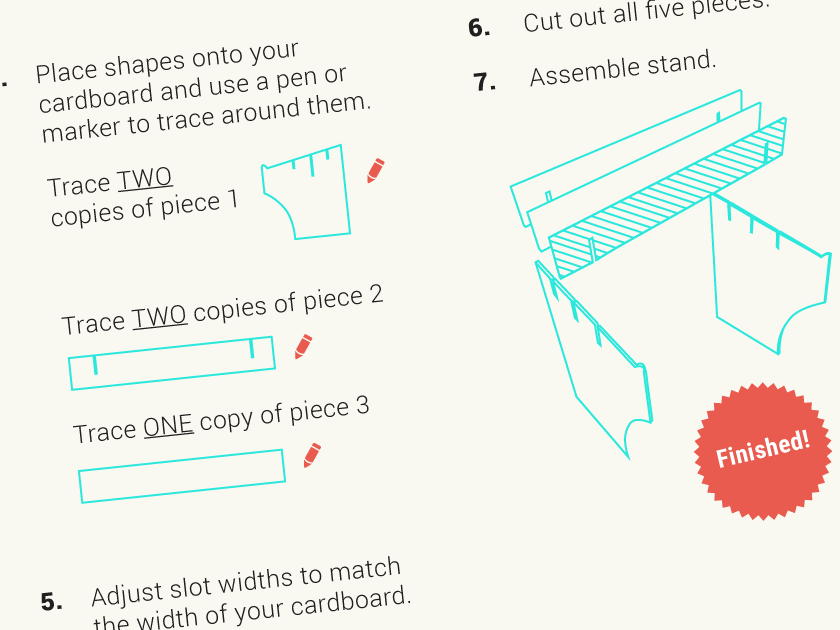 . Place shapes onto your
cardboard and use a pen or
marker to trace around them.
Trace TWO
copies of piece 1
Trace TWO copies of piece 2
Trace ONE copy of piece 3
5. Adjust slot widths to match
the width of your cardboard.
6. Cut out all five pieces.
7. Assemble stand.
Finished!